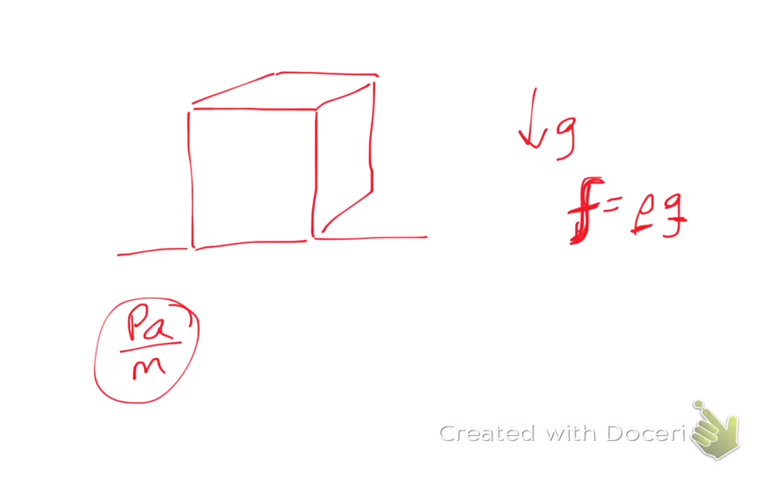 g
f = ρg
Pa/m
Created with Doceri